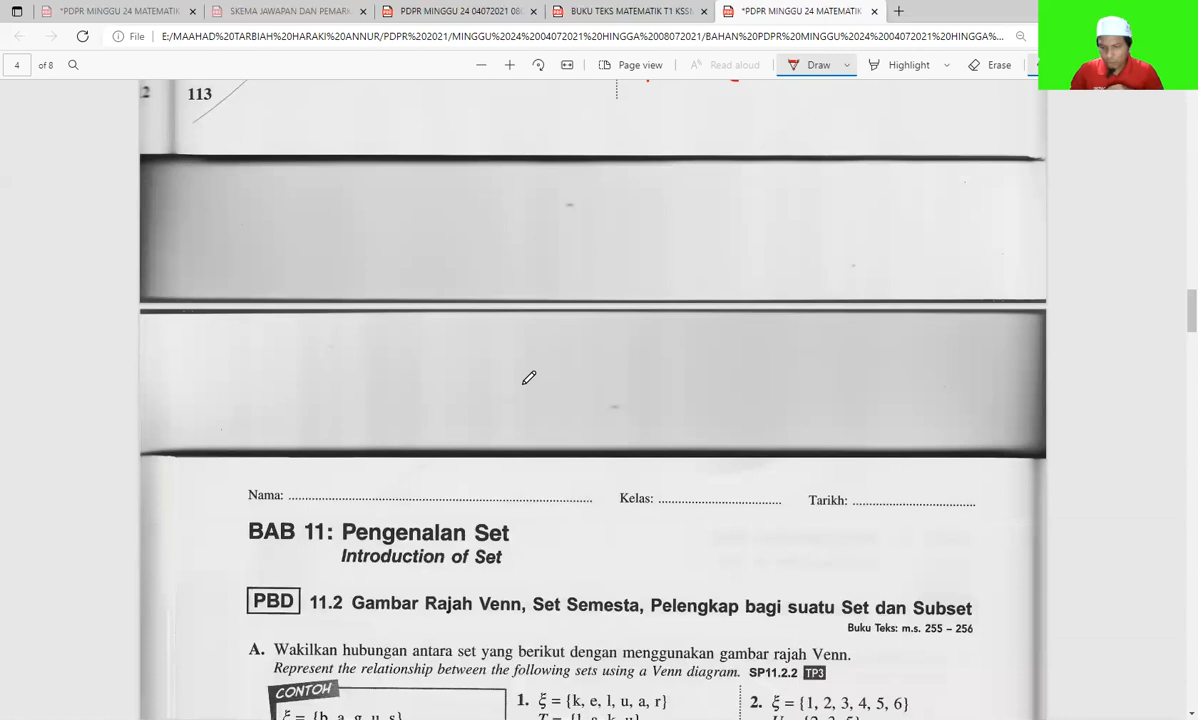 *PDPR MINGGU 24 MATEMATIK
SKEMA JAWAPAN DAN PEMARK
PDPR MINGGU 24 04072021 08
BUKU TEKS MATEMATIK T1 KSS
*PDPR MINGGU 24 MATEMATIK
File
E:/MAAHAD%20TARBIAH%20HARAKI%20ANNUR/PDPR%202021/MINGGU%2024%2004072021%20HINGGA%2008072021/BAHAN%20PDPR%20MINGGU%2024%2004072021%20HINGGA%...
4 of 8
Page view
Read aloud
Draw
Highlight
Erase
2 113
Nama: Kelas: Tarikh:
BAB 11: Pengenalan Set
Introduction of Set
PBD 11.2 Gambar Rajah Venn, Set Semesta, Pelengkap bagi suatu Set dan Subset
Buku Teks: m.s. 255 – 256
A. Wakilkan hubungan antara set yang berikut dengan menggunakan gambar rajah Venn.
Represent the relationship between the following sets using a Venn diagram. SP11.2.2 TP3
CONTOH
1. ξ = {k, e, l, u, a, r}
2. ξ = {1, 2, 3, 4, 5, 6}
ξ = {b, a, g, u, s}